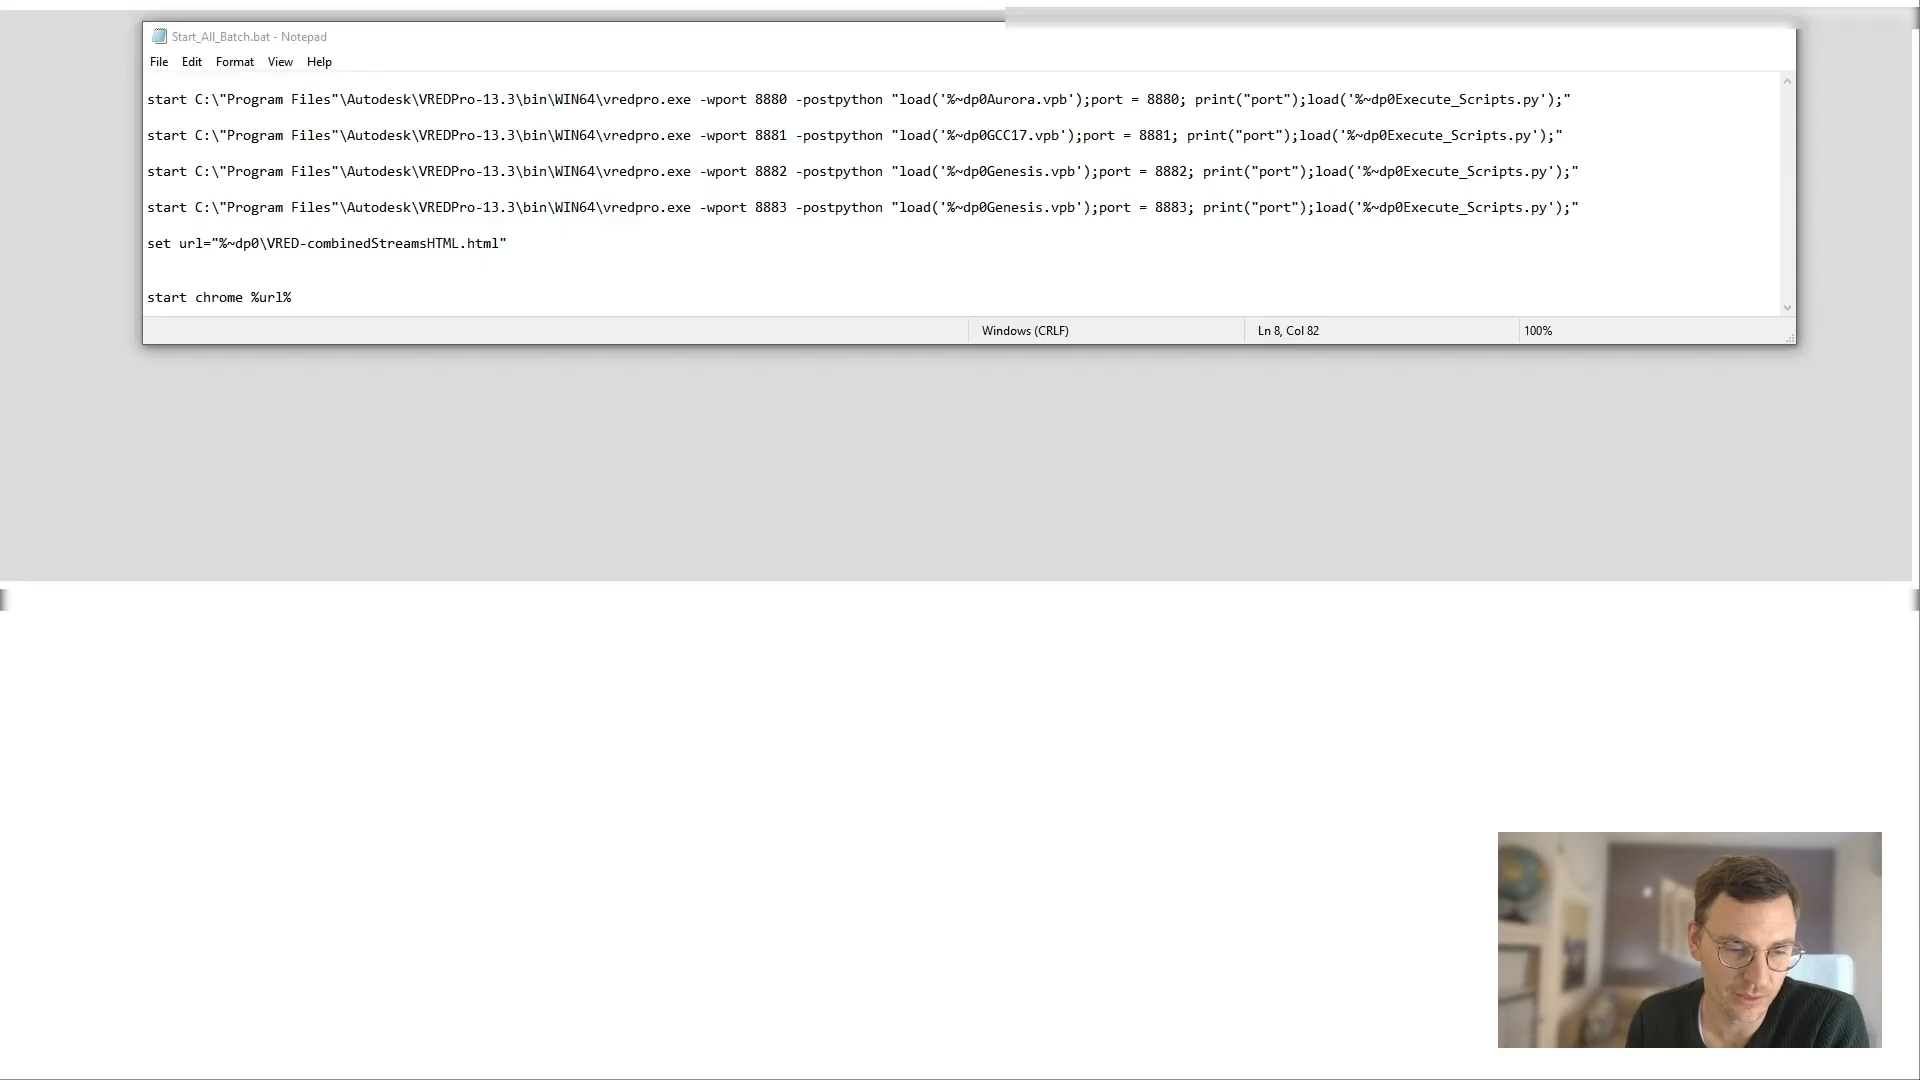 Start_All_Batch.bat - Notepad
File Edit Format View Help
start C:\"Program Files"\Autodesk\VREDPro-13.3\bin\WIN64\vredpro.exe -wport 8880 -postpython "load('%~dp0Aurora.vpb');port = 8880; print("port");load('%~dp0Execute_Scripts.py');"
start C:\"Program Files"\Autodesk\VREDPro-13.3\bin\WIN64\vredpro.exe -wport 8881 -postpython "load('%~dp0GCC17.vpb');port = 8881; print("port");load('%~dp0Execute_Scripts.py');"
start C:\"Program Files"\Autodesk\VREDPro-13.3\bin\WIN64\vredpro.exe -wport 8882 -postpython "load('%~dp0Genesis.vpb');port = 8882; print("port");load('%~dp0Execute_Scripts.py');"
start C:\"Program Files"\Autodesk\VREDPro-13.3\bin\WIN64\vredpro.exe -wport 8883 -postpython "load('%~dp0Genesis.vpb');port = 8883; print("port");load('%~dp0Execute_Scripts.py');"
set url="%~dp0\VRED-combinedStreamsHTML.html"
start chrome %url%
Windows (CRLF) Ln 8, Col 82 100%